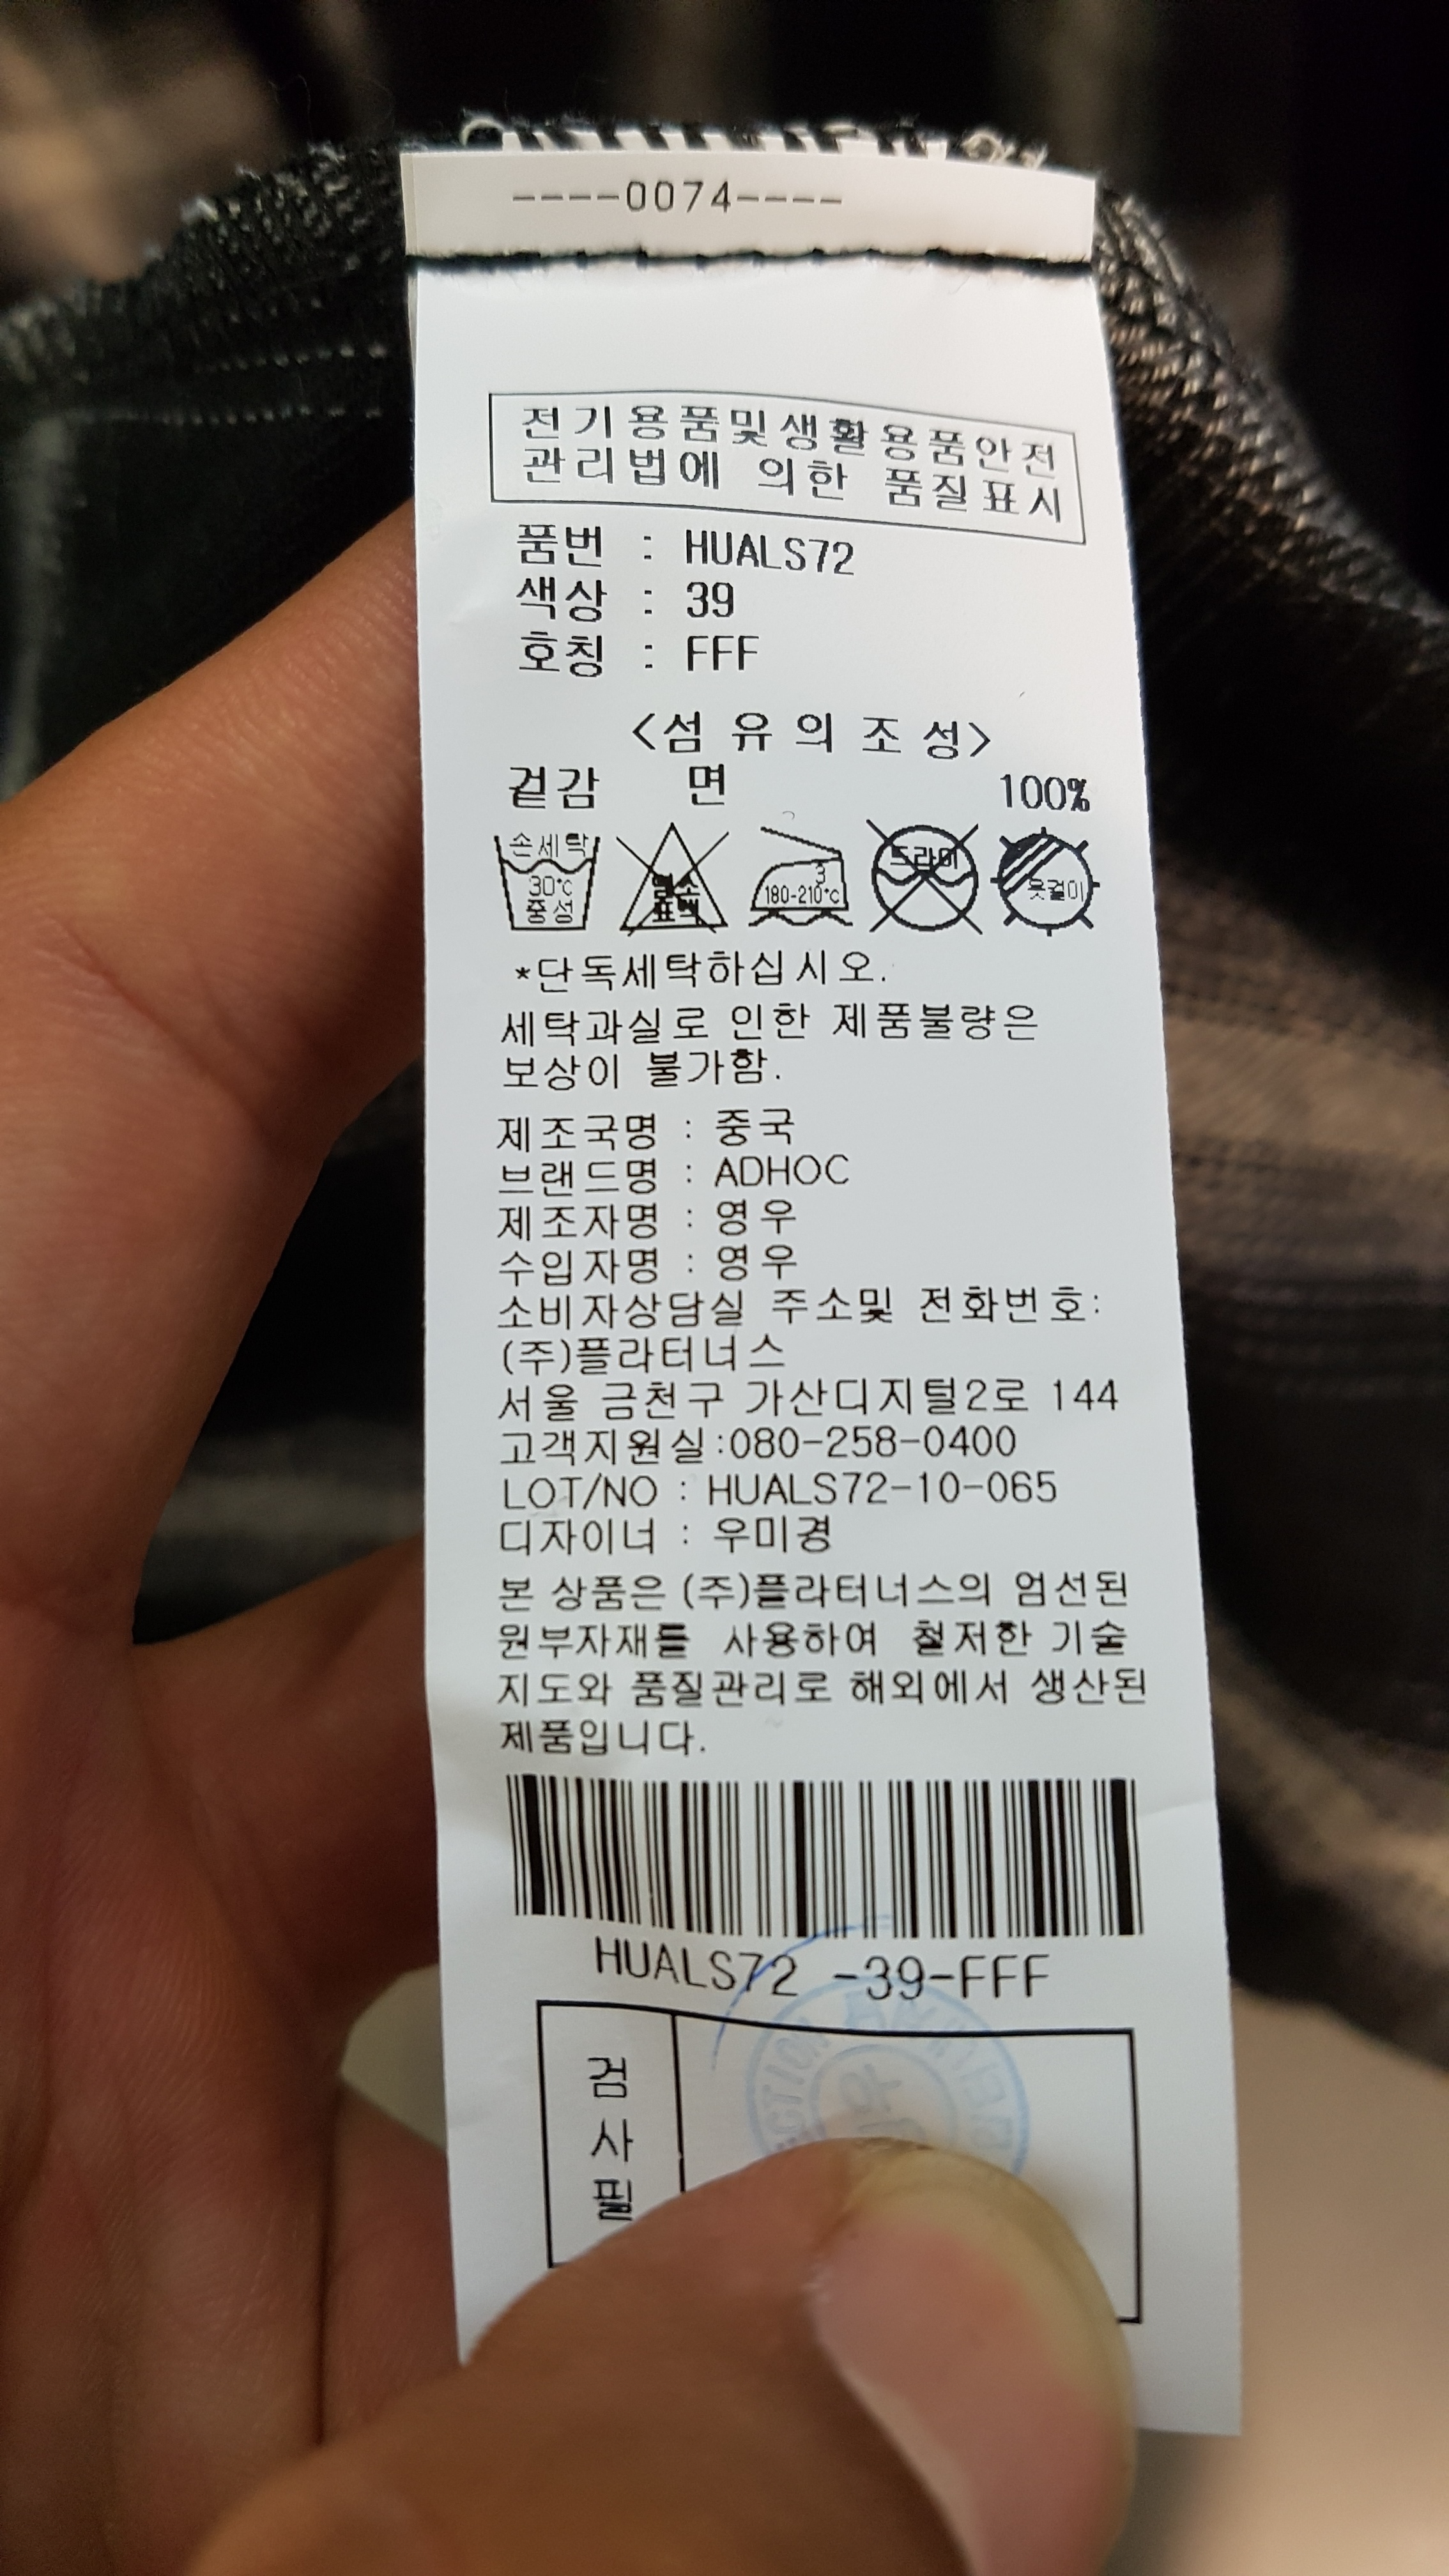 ----0074----
전기용품및생활용품안전
관리법에 의한 품질표시
품번 : HUALS72
색상 : 39
호칭 : FFF
<섬유의조성>
겉감 면 100%
손세탁
30℃
중성
염소
표백
3
180-210℃
드라이
옷걸이
*단독세탁하십시오.
세탁과실로 인한 제품불량은
보상이 불가함.
제조국명 : 중국
브랜드명 : ADHOC
제조자명 : 영우
수입자명 : 영우
소비자상담실 주소및 전화번호:
(주)플라터너스
서울 금천구 가산디지털2로 144
고객지원실:080-258-0400
LOT/NO : HUALS72-10-065
디자이너 : 우미경
본 상품은 (주)플라터너스의 엄선된
원부자재를 사용하여 철저한 기술
지도와 품질관리로 해외에서 생산된
제품입니다.
HUALS72 -39-FFF
검
사
필